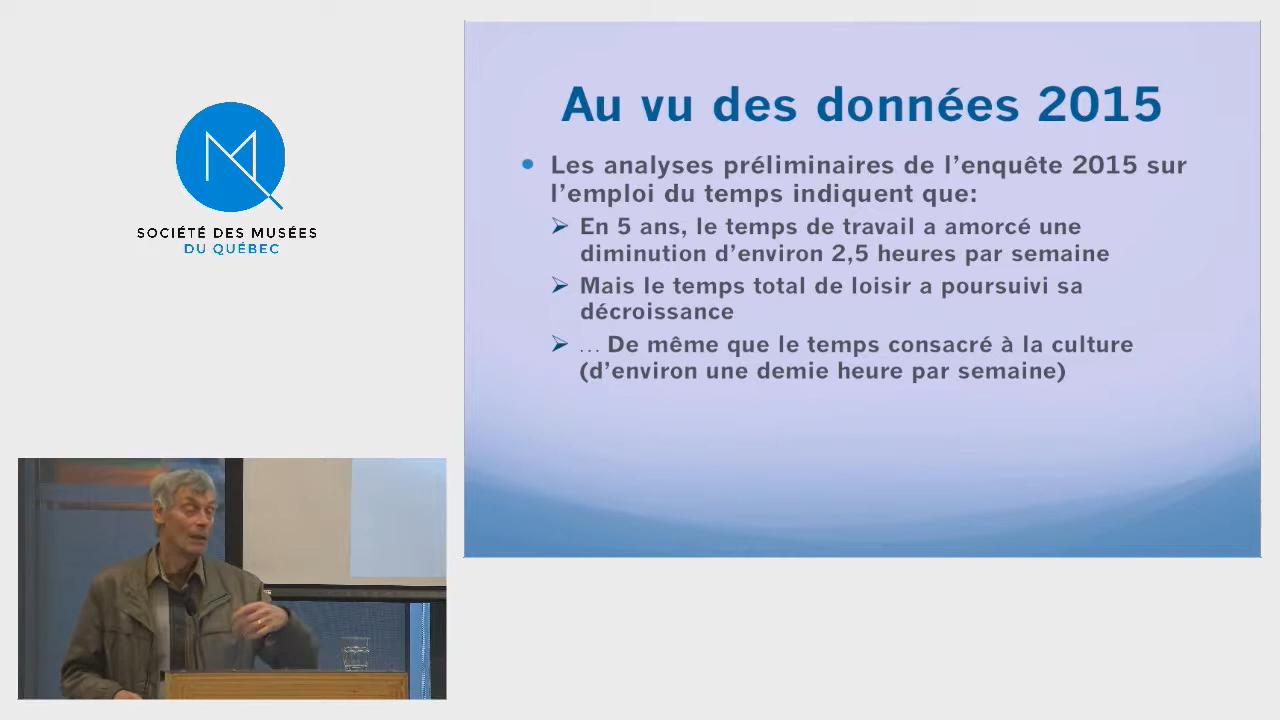 SOCIÉTÉ DES MUSÉES
DU QUÉBEC
Au vu des données 2015
• Les analyses préliminaires de l'enquête 2015 sur
l'emploi du temps indiquent que:
➢ En 5 ans, le temps de travail a amorcé une
diminution d'environ 2,5 heures par semaine
➢ Mais le temps total de loisir a poursuivi sa
décroissance
➢ … De même que le temps consacré à la culture
(d'environ une demie heure par semaine)